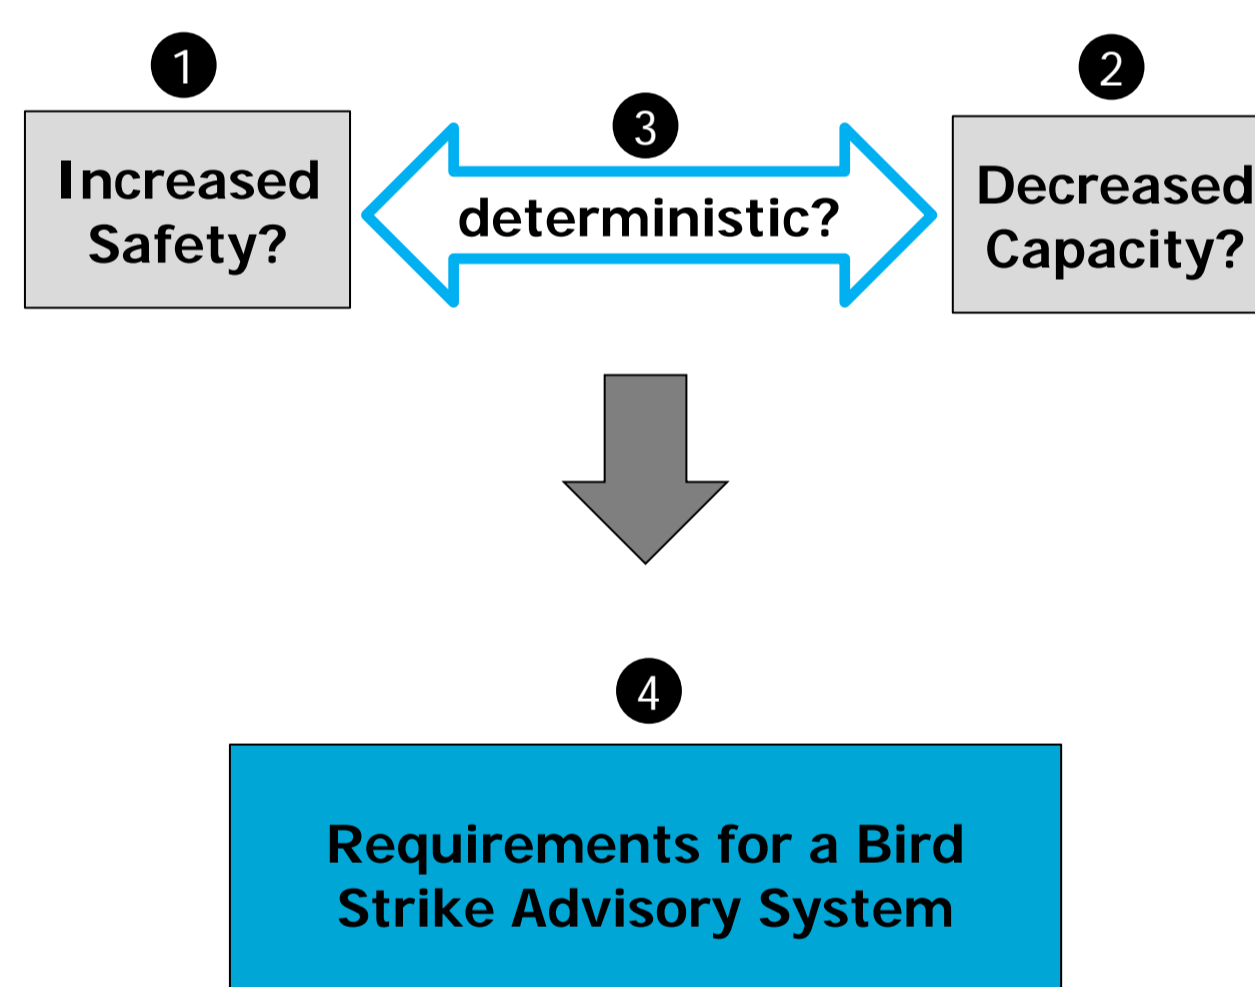 1
Increased
Safety?
3
deterministic?
2
Decreased
Capacity?
4
Requirements for a Bird
Strike Advisory System